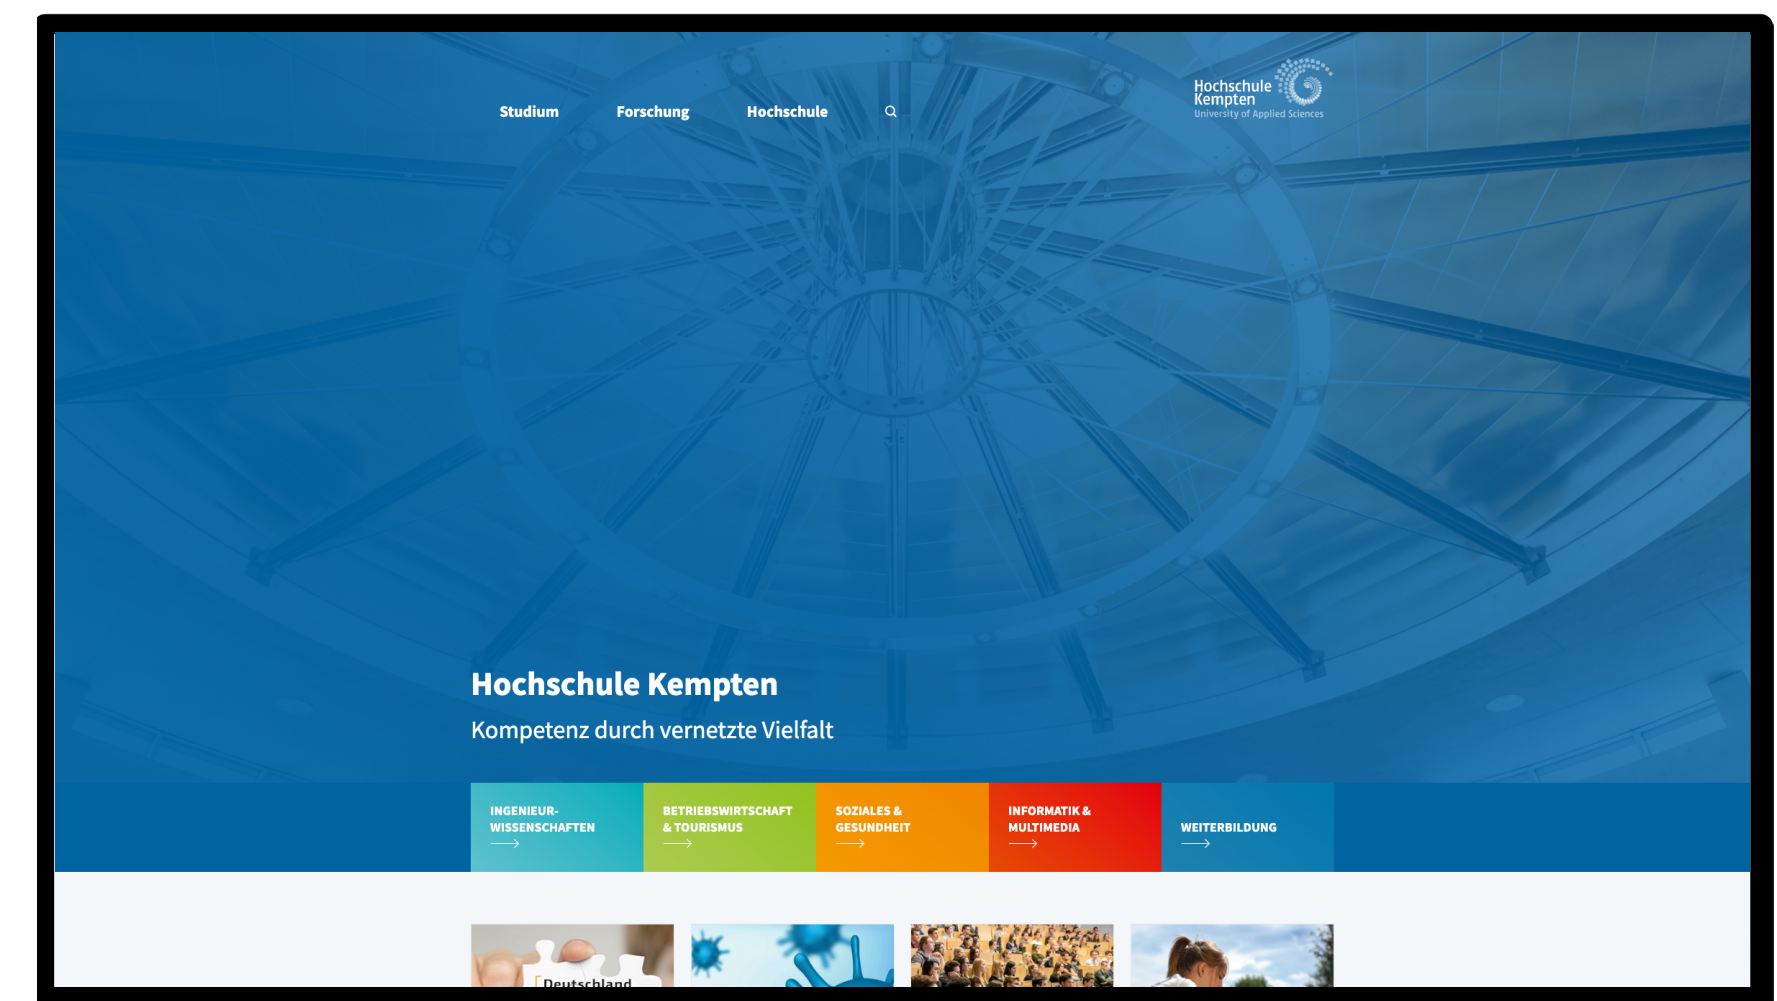 Studium Forschung Hochschule
Hochschule
Kempten
University of Applied Sciences
Hochschule Kempten
Kompetenz durch vernetzte Vielfalt
INGENIEUR-
WISSENSCHAFTEN
BETRIEBSWIRTSCHAFT
& TOURISMUS
SOZIALES &
GESUNDHEIT
INFORMATIK &
MULTIMEDIA
WEITERBILDUNG
Deutschland